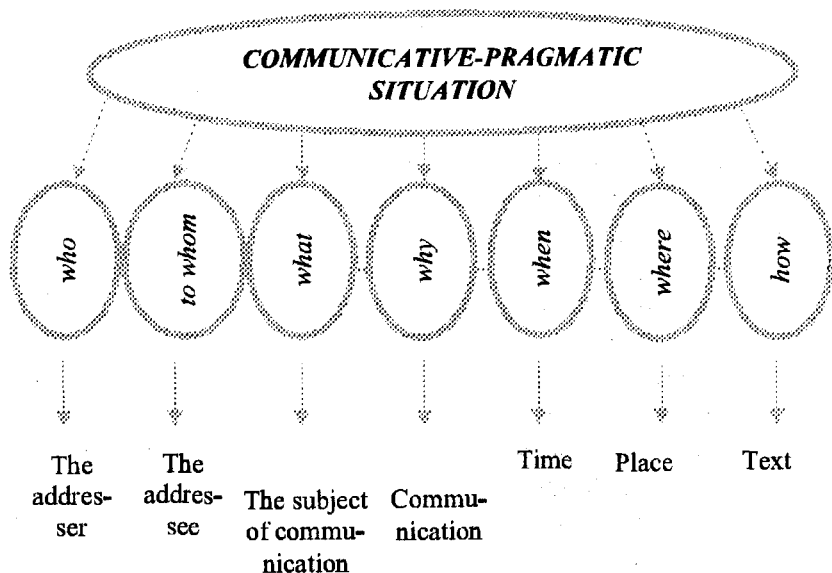 COMMUNICATIVE-PRAGMATIC
SITUATION
who
to whom
what
why
when
where
how
The
addres-
ser
The
addres-
see
The subject
of commu-
nication
Commu-
nication
Time
Place
Text